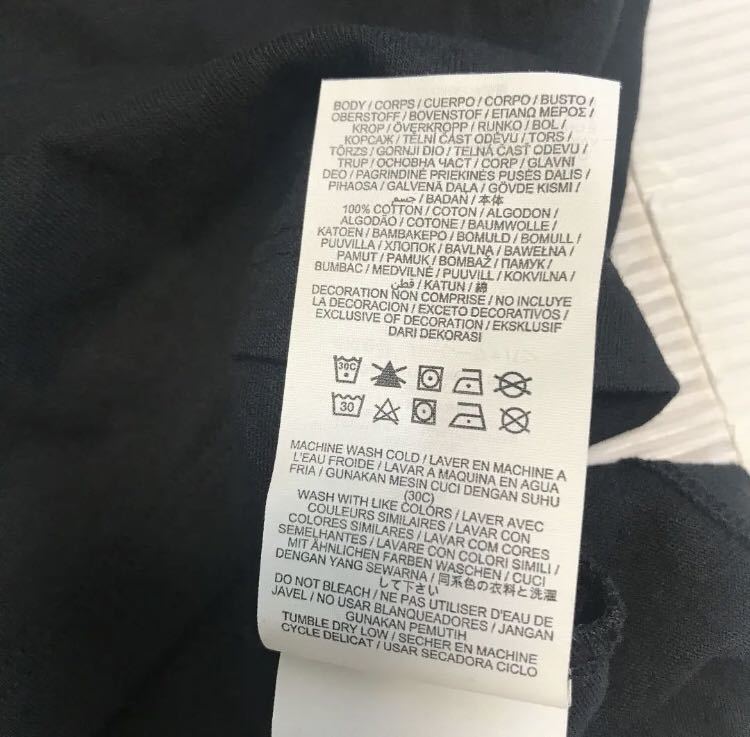 BODY / CORPS / CUERPO / CORPO / BUSTO /
OBERSTOFF / BOVENSTOF / ΕΠΑΝΩ ΜΕΡΟΣ /
KROP / ÖVERKROPP / RUNKO / BOL /
КОРСАЖ / TĚLNÍ ČÁST ODĚVU / TORS /
TÖRZS / GORNJI DIO / TELNÁ ČASŤ ODEVU /
TRUP / ОСНОВНА ЧАСТ / CORP / GLAVNI
DEO / PAGRINDINĖ PRIEKINĖS PUSĖS DALIS /
PIHAOSA / GALVENĀ DAĻA / GÖVDE KISMI /
جسم / BADAN / 本体
100% COTTON / COTON / ALGODON /
ALGODÃO / COTONE / BAUMWOLLE /
KATOEN / ΒΑΜΒΑΚΕΡΟ / BOMULD / BOMULL /
PUUVILLA / ХЛОПОК / BAVLNA / BAWEŁNA /
PAMUT / PAMUK / BOMBAŽ / ПАМУК /
BUMBAC / MEDVILNĖ / PUUVILL / KOKVILNA /
قطن / KATUN / 綿
DECORATION NON COMPRISE / NO INCLUYE
LA DECORACION / EXCETO DECORATIVOS /
EXCLUSIVE OF DECORATION / EKSKLUSIF
DARI DEKORASI
30C
30
MACHINE WASH COLD / LAVER EN MACHINE A
L'EAU FROIDE / LAVAR A MAQUINA EN AGUA
FRIA / GUNAKAN MESIN CUCI DENGAN SUHU
(30C)
WASH WITH LIKE COLORS / LAVER AVEC
COULEURS SIMILAIRES / LAVAR CON
COLORES SIMILARES / LAVAR COM CORES
SEMELHANTES / LAVARE CON COLORI SIMILI /
MIT ÄHNLICHEN FARBEN WASCHEN / CUCI
DENGAN YANG SEWARNA / 同系色の衣料と洗濯
して下さい
DO NOT BLEACH / NE PAS UTILISER D'EAU DE
JAVEL / NO USAR BLANQUEADORES / JANGAN
GUNAKAN PEMUTIH
TUMBLE DRY LOW / SECHER EN MACHINE
CYCLE DELICAT / USAR SECADORA CICLO